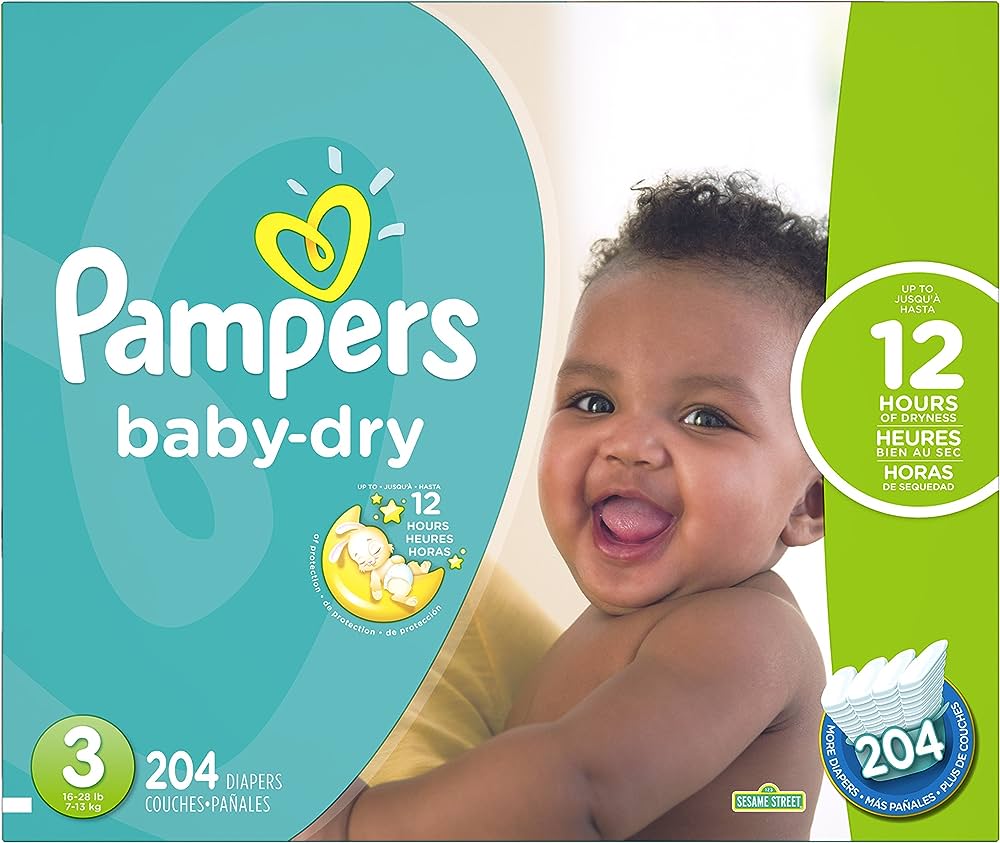 Pampers
baby-dry
UP TO • JUSQU'À • HASTA
12
HOURS
HEURES
HORAS
of protection • de protection • de protección
3
16-28 lb
7-13 kg
204 DIAPERS
COUCHES•PAÑALES
UP TO
JUSQU'À
HASTA
12
HOURS
OF DRYNESS
HEURES
BIEN AU SEC
HORAS
DE SEQUEDAD
123
SESAME STREET
204
MORE DIAPERS • MÁS PAÑALES • PLUS DE COUCHES